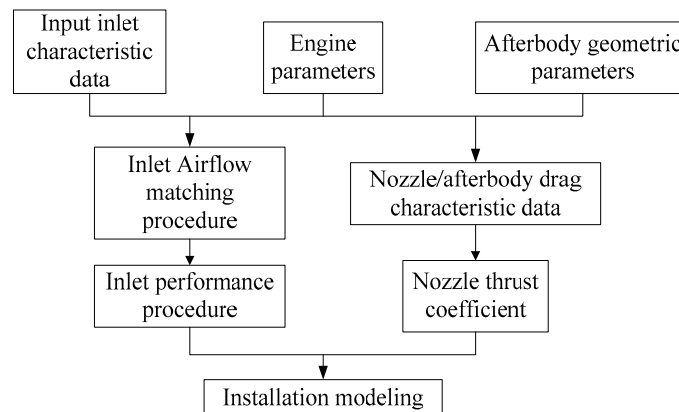 Input inlet
characteristic
data
Engine
parameters
Afterbody geometric
parameters
Inlet Airflow
matching
procedure
Nozzle/afterbody drag
characteristic data
Inlet performance
procedure
Nozzle thrust
coefficient
Installation modeling